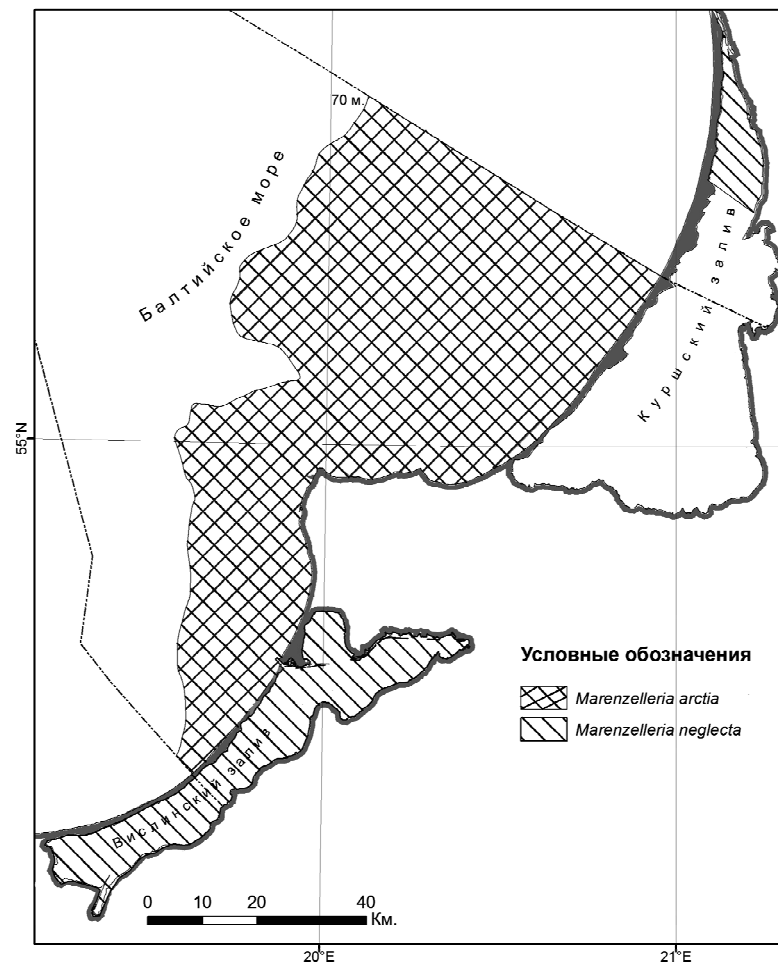 70 м.
Балтийское море
Куршский залив
55°N
Условные обозначения
Marenzelleria arctia
Marenzelleria neglecta
Вислинский залив
0 10 20 40
Км.
20°E 21°E